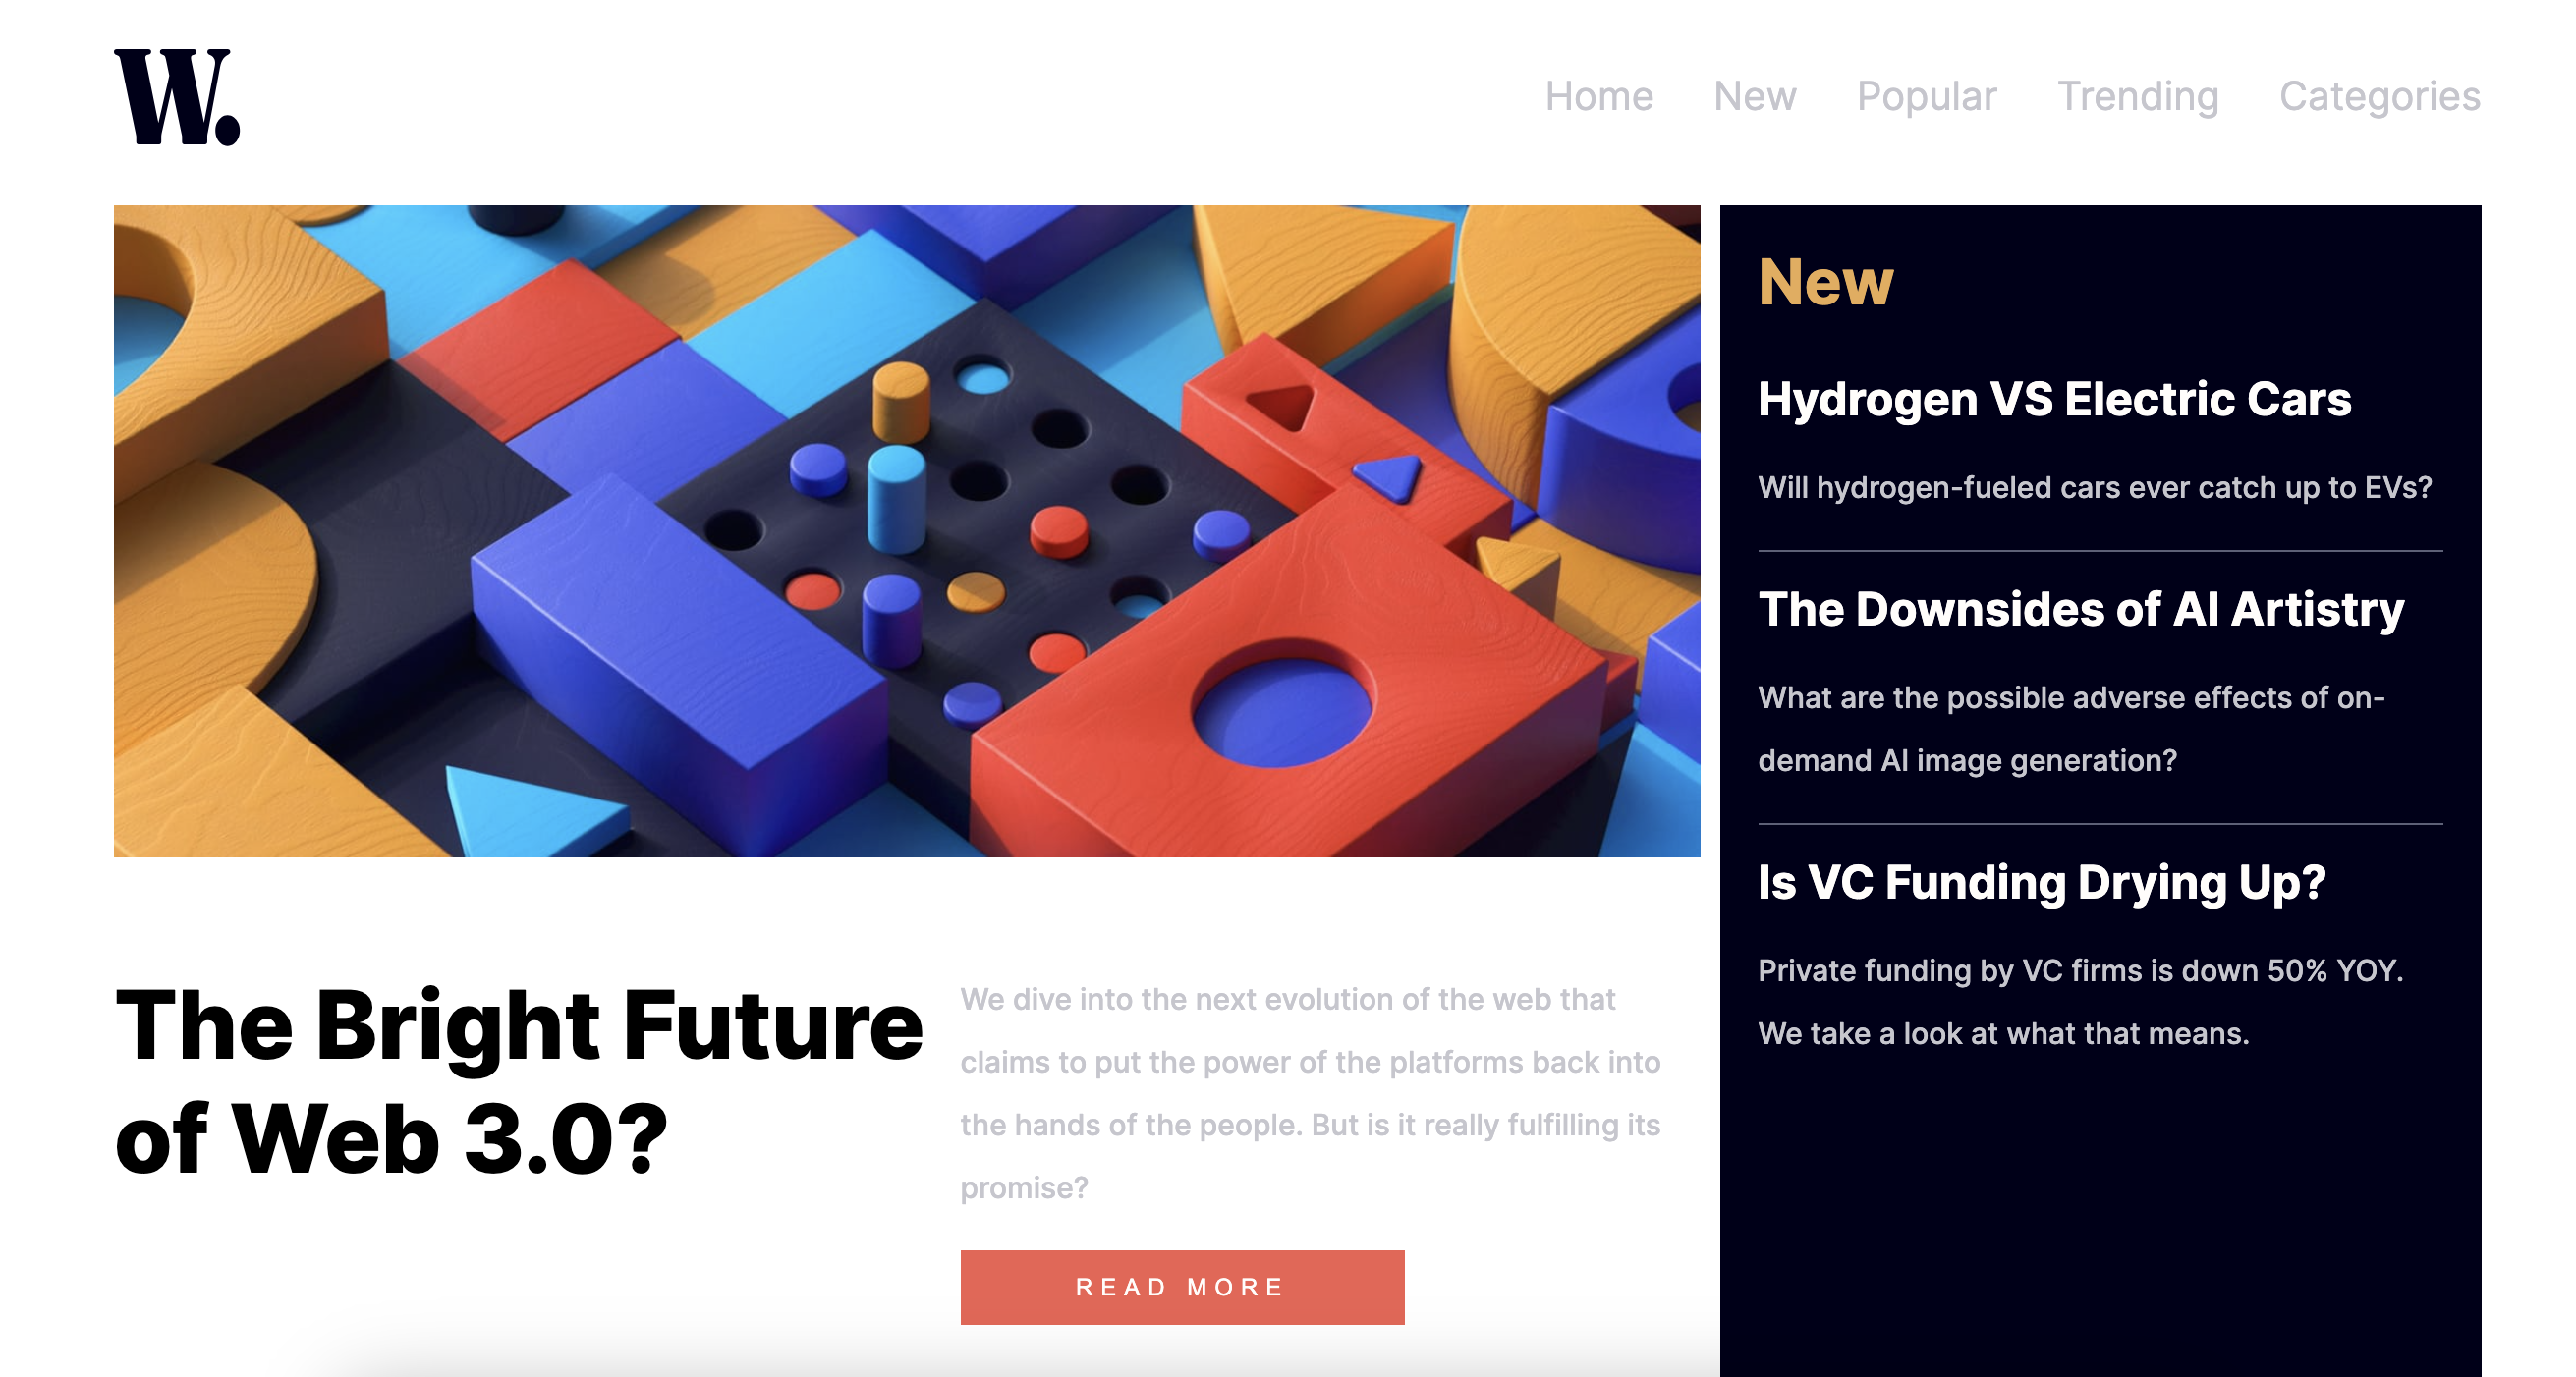 W.
Home New Popular Trending Categories
The Bright Future
of Web 3.0?
We dive into the next evolution of the web that
claims to put the power of the platforms back into
the hands of the people. But is it really fulfilling its
promise?
READ MORE
New
Hydrogen VS Electric Cars
Will hydrogen-fueled cars ever catch up to EVs?
The Downsides of AI Artistry
What are the possible adverse effects of on-
demand AI image generation?
Is VC Funding Drying Up?
Private funding by VC firms is down 50% YOY.
We take a look at what that means.